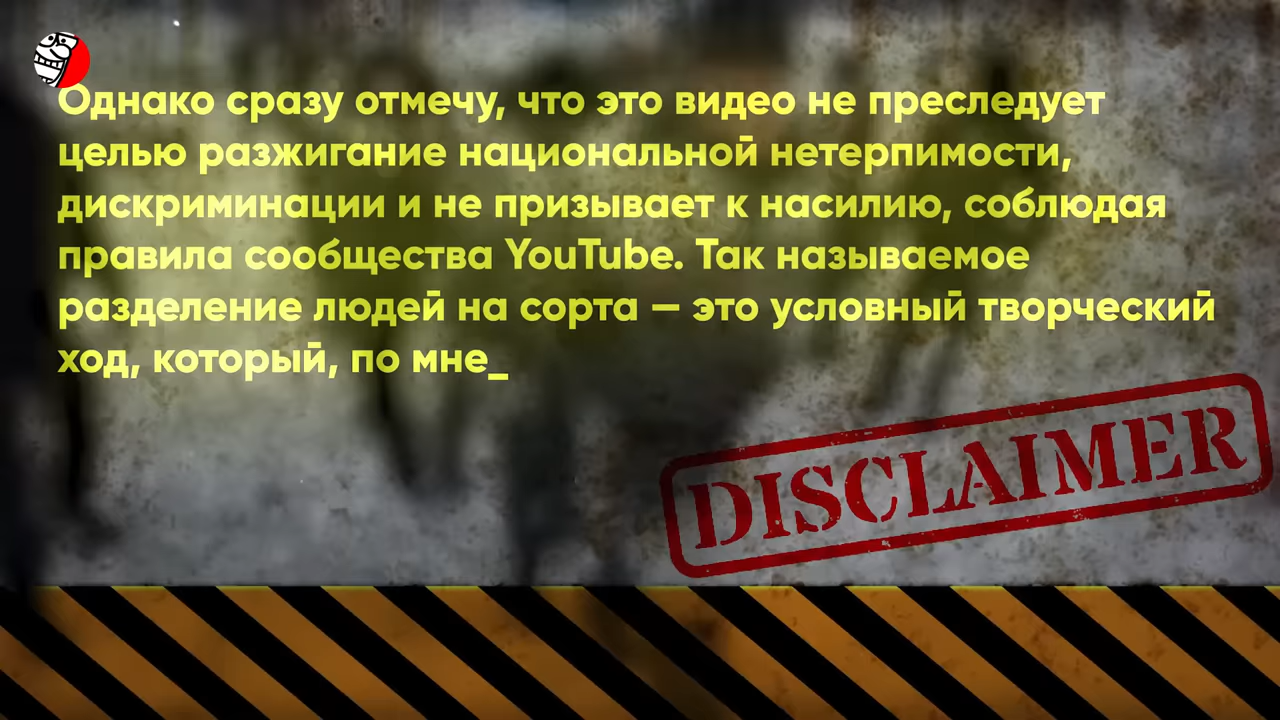 Однако сразу отмечу, что это видео не преследует
целью разжигание национальной нетерпимости,
дискриминации и не призывает к насилию, соблюдая
правила сообщества YouTube. Так называемое
разделение людей на сорта — это условный творческий
ход, который, по мне_
DISCLAIMER